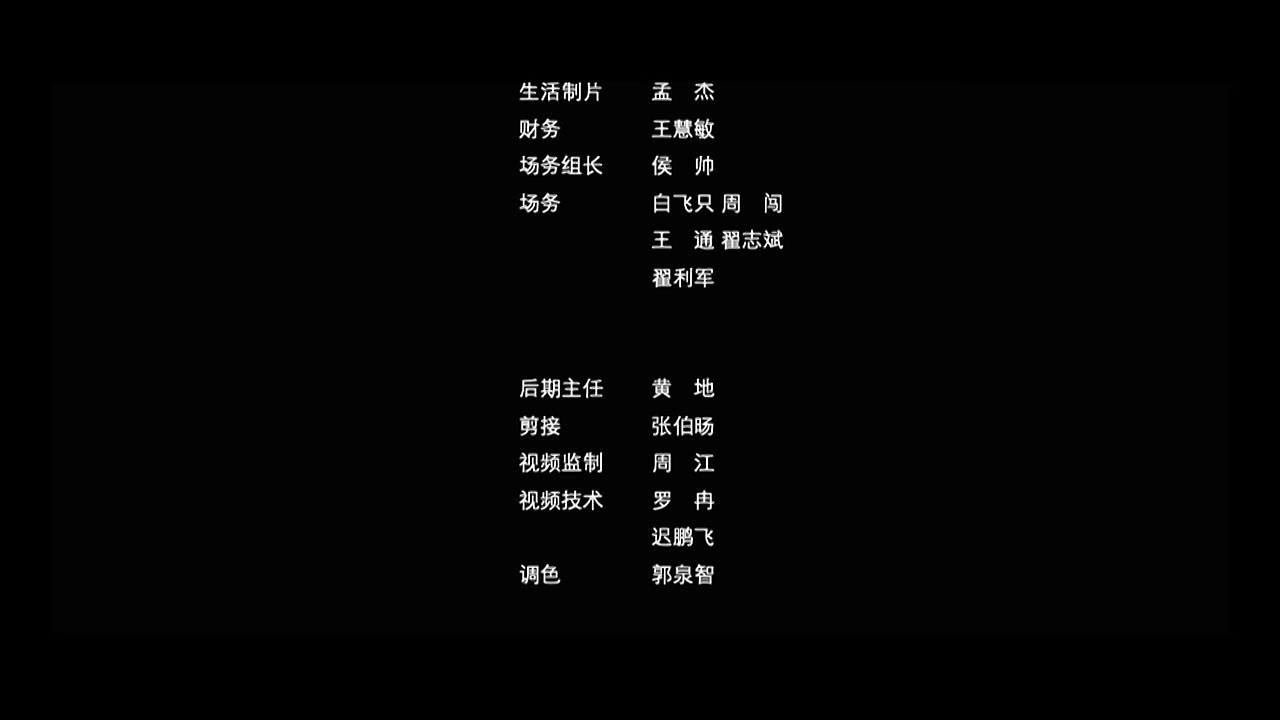 生活制片 孟 杰
财务 王慧敏
场务组长 侯 帅
场务 白飞只 周 闯
王 通 翟志斌
翟利军
后期主任 黄 地
剪接 张伯旸
视频监制 周 江
视频技术 罗 冉
迟鹏飞
调色 郭泉智